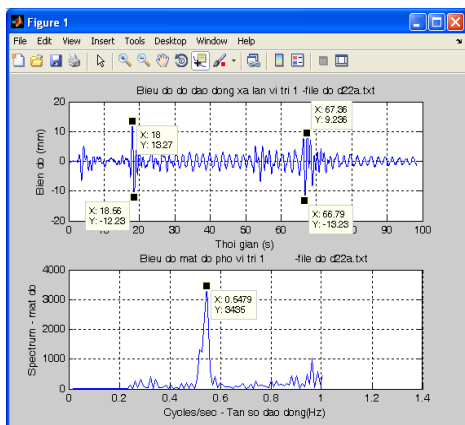 Figure 1
File Edit View Insert Tools Desktop Window Help
Bieu do do dao dong xa lan vi tri 1 -file do d22a.txt
Bien do (mm)
20
10
0
-10
-20
X: 18
Y: 13.27
X: 67.36
Y: 9.236
X: 18.56
Y: -12.23
X: 66.79
Y: -13.23
0 10 20 30 40 50 60 70 80 90 100
Thoi gian (s)
Bieu do mat do pho vi tri 1 -file do d22a.txt
Spectrum - mat do
4000
3000
2000
1000
0
X: 0.5479
Y: 3435
0 0.2 0.4 0.6 0.8 1 1.2 1.4
Cycles/sec - Tan so dao dong(Hz)